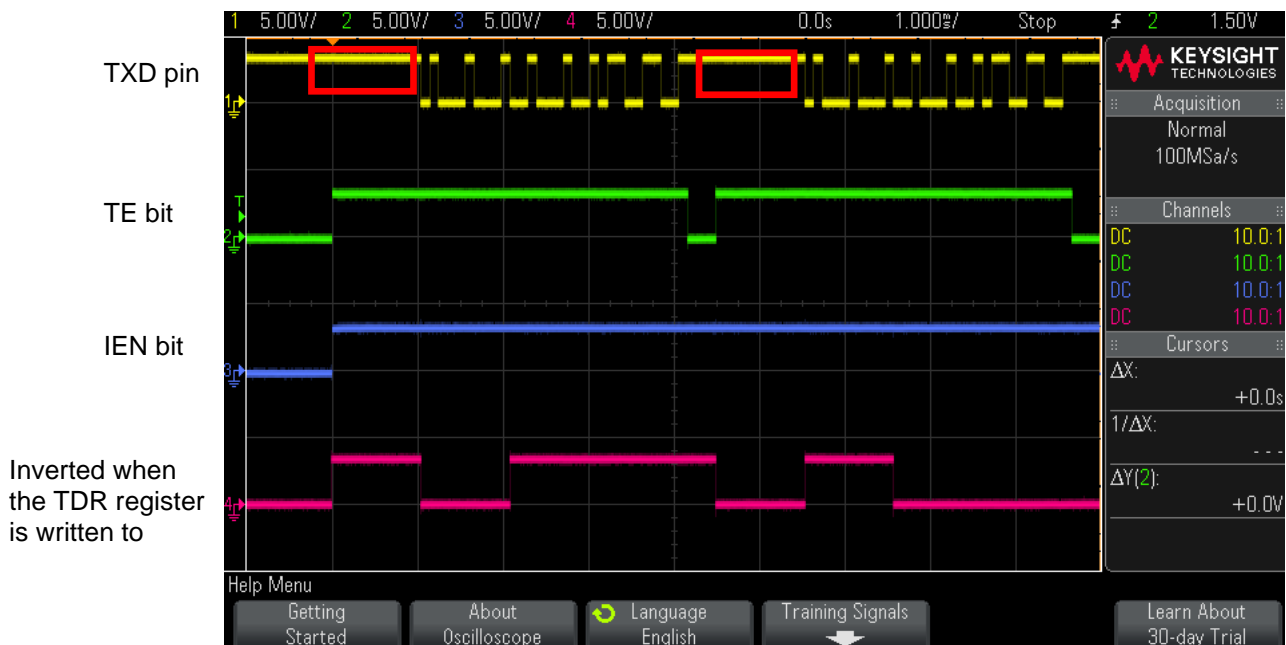 1 5.00V/ 2 5.00V/ 3 5.00V/ 4 5.00V/ 0.0s 1.000ms/ Stop 2 1.50V
TXD pin
TE bit
IEN bit
Inverted when
the TDR register
is written to
1
T
2
3
4
KEYSIGHT
TECHNOLOGIES
Acquisition
Normal
100MSa/s
Channels
DC 10.0:1
DC 10.0:1
DC 10.0:1
DC 10.0:1
Cursors
ΔX:
+0.0s
1/ΔX:
---
ΔY(2):
+0.0V
Help Menu
Getting
Started
About
Oscilloscope
Language
English
Training Signals
Learn About
30-day Trial